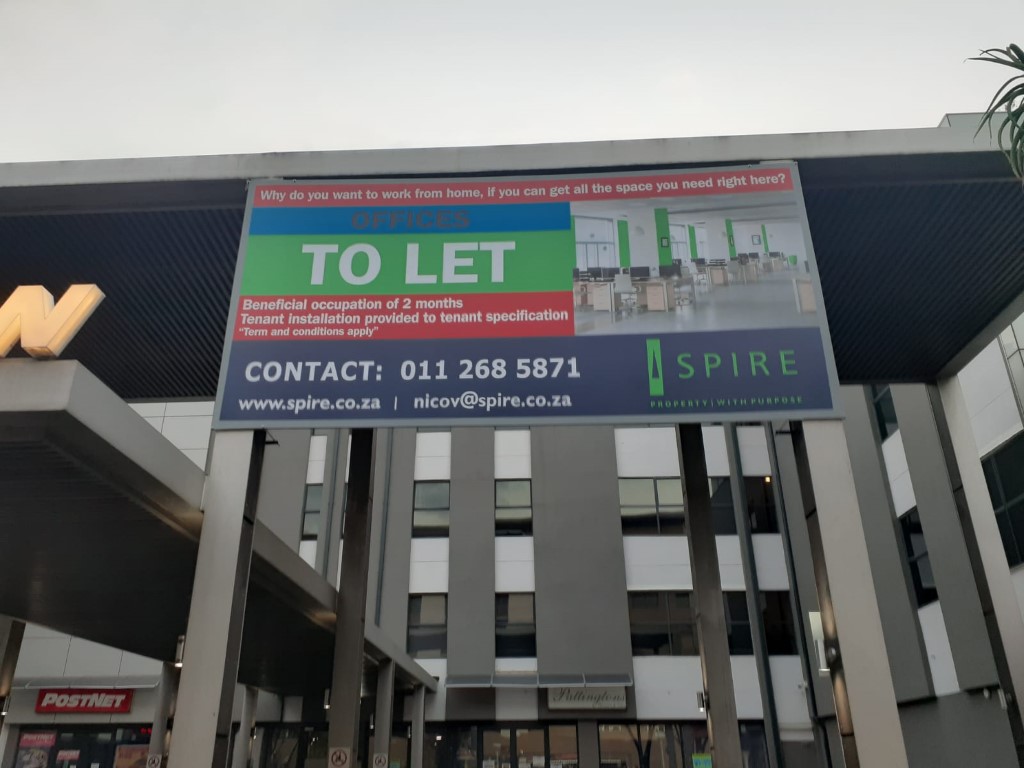 Why do you want to work from home, if you can get all the space you need right here?
OFFICES
TO LET
Beneficial occupation of 2 months
Tenant installation provided to tenant specification
"Term and conditions apply"
CONTACT: 011 268 5871
www.spire.co.za | nicov@spire.co.za
SPIRE
PROPERTY | WITH PURPOSE
N
POSTNET
Pattingtons
POSTNET